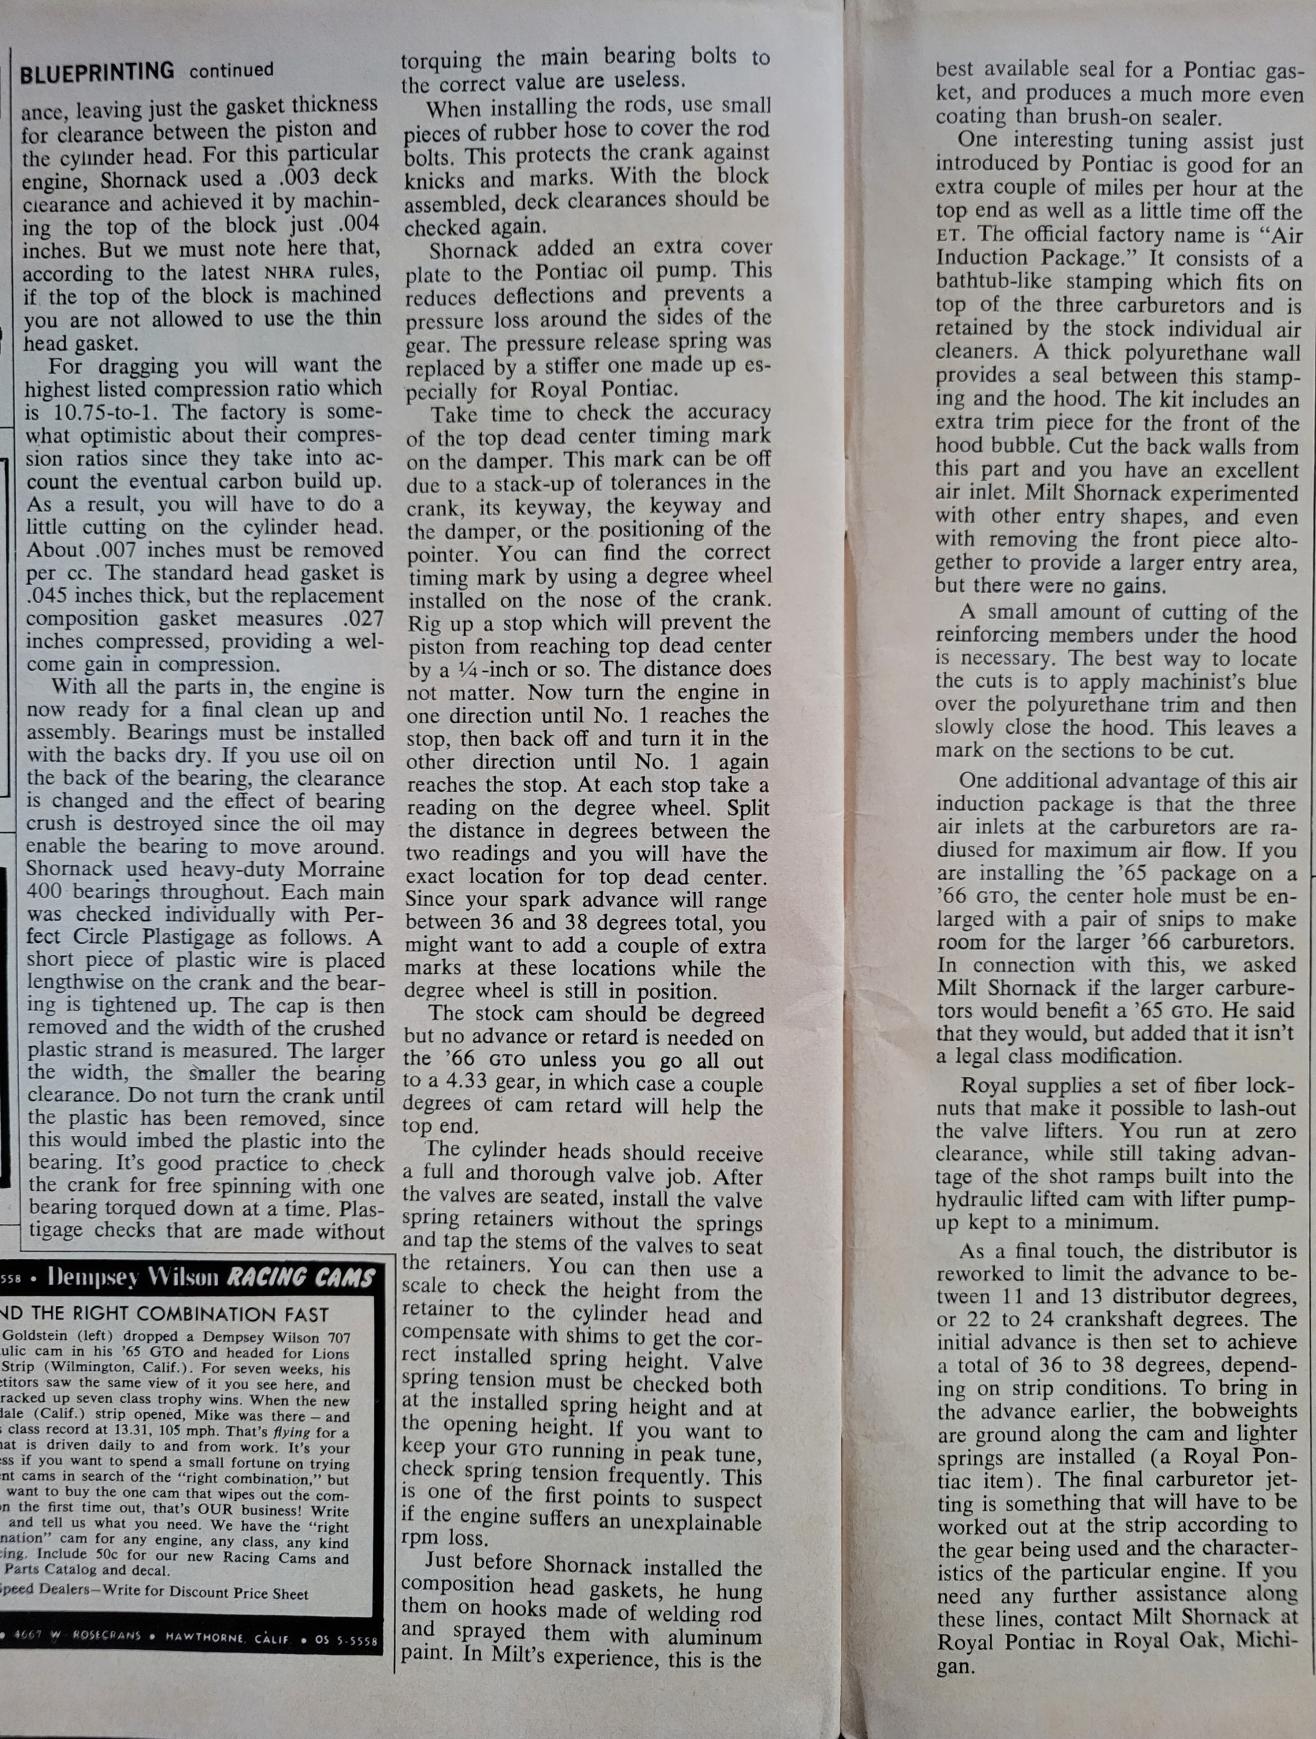 BLUEPRINTING continued
ance, leaving just the gasket thickness
for clearance between the piston and
the cylinder head. For this particular
engine, Shornack used a .003 deck
clearance and achieved it by machin-
ing the top of the block just .004
inches. But we must note here that,
according to the latest NHRA rules,
if the top of the block is machined
you are not allowed to use the thin
head gasket.
For dragging you will want the
highest listed compression ratio which
is 10.75-to-1. The factory is some-
what optimistic about their compres-
sion ratios since they take into ac-
count the eventual carbon build up.
As a result, you will have to do a
little cutting on the cylinder head.
About .007 inches must be removed
per cc. The standard head gasket is
.045 inches thick, but the replacement
composition gasket measures .027
inches compressed, providing a wel-
come gain in compression.
With all the parts in, the engine is
now ready for a final clean up and
assembly. Bearings must be installed
with the backs dry. If you use oil on
the back of the bearing, the clearance
is changed and the effect of bearing
crush is destroyed since the oil may
enable the bearing to move around.
Shornack used heavy-duty Morraine
400 bearings throughout. Each main
was checked individually with Per-
fect Circle Plastigage as follows. A
short piece of plastic wire is placed
lengthwise on the crank and the bear-
ing is tightened up. The cap is then
removed and the width of the crushed
plastic strand is measured. The larger
the width, the smaller the bearing
clearance. Do not turn the crank until
the plastic has been removed, since
this would imbed the plastic into the
bearing. It's good practice to check
the crank for free spinning with one
bearing torqued down at a time. Plas-
tigage checks that are made without
torquing the main bearing bolts to
the correct value are useless.
When installing the rods, use small
pieces of rubber hose to cover the rod
bolts. This protects the crank against
knicks and marks. With the block
assembled, deck clearances should be
checked again.
Shornack added an extra cover
plate to the Pontiac oil pump. This
reduces deflections and prevents a
pressure loss around the sides of the
gear. The pressure release spring was
replaced by a stiffer one made up es-
pecially for Royal Pontiac.
Take time to check the accuracy
of the top dead center timing mark
on the damper. This mark can be off
due to a stack-up of tolerances in the
crank, its keyway, the keyway and
the damper, or the positioning of the
pointer. You can find the correct
timing mark by using a degree wheel
installed on the nose of the crank.
Rig up a stop which will prevent the
piston from reaching top dead center
by a ¼-inch or so. The distance does
not matter. Now turn the engine in
one direction until No. 1 reaches the
stop, then back off and turn it in the
other direction until No. 1 again
reaches the stop. At each stop take a
reading on the degree wheel. Split
the distance in degrees between the
two readings and you will have the
exact location for top dead center.
Since your spark advance will range
between 36 and 38 degrees total, you
might want to add a couple of extra
marks at these locations while the
degree wheel is still in position.
The stock cam should be degreed
but no advance or retard is needed on
the '66 GTO unless you go all out
to a 4.33 gear, in which case a couple
degrees of cam retard will help the
top end.
The cylinder heads should receive
a full and thorough valve job. After
the valves are seated, install the valve
spring retainers without the springs
and tap the stems of the valves to seat
the retainers. You can then use a
scale to check the height from the
retainer to the cylinder head and
compensate with shims to get the cor-
rect installed spring height. Valve
spring tension must be checked both
at the installed spring height and at
the opening height. If you want to
keep your GTO running in peak tune,
check spring tension frequently. This
is one of the first points to suspect
if the engine suffers an unexplainable
rpm loss.
Just before Shornack installed the
composition head gaskets, he hung
them on hooks made of welding rod
and sprayed them with aluminum
paint. In Milt's experience, this is the
best available seal for a Pontiac gas-
ket, and produces a much more even
coating than brush-on sealer.
One interesting tuning assist just
introduced by Pontiac is good for an
extra couple of miles per hour at the
top end as well as a little time off the
ET. The official factory name is "Air
Induction Package." It consists of a
bathtub-like stamping which fits on
top of the three carburetors and is
retained by the stock individual air
cleaners. A thick polyurethane wall
provides a seal between this stamp-
ing and the hood. The kit includes an
extra trim piece for the front of the
hood bubble. Cut the back walls from
this part and you have an excellent
air inlet. Milt Shornack experimented
with other entry shapes, and even
with removing the front piece alto-
gether to provide a larger entry area,
but there were no gains.
A small amount of cutting of the
reinforcing members under the hood
is necessary. The best way to locate
the cuts is to apply machinist's blue
over the polyurethane trim and then
slowly close the hood. This leaves a
mark on the sections to be cut.
One additional advantage of this air
induction package is that the three
air inlets at the carburetors are ra-
diused for maximum air flow. If you
are installing the '65 package on a
'66 GTO, the center hole must be en-
larged with a pair of snips to make
room for the larger '66 carburetors.
In connection with this, we asked
Milt Shornack if the larger carbure-
tors would benefit a '65 GTO. He said
that they would, but added that it isn't
a legal class modification.
Royal supplies a set of fiber lock-
nuts that make it possible to lash-out
the valve lifters. You run at zero
clearance, while still taking advan-
tage of the shot ramps built into the
hydraulic lifted cam with lifter pump-
up kept to a minimum.
As a final touch, the distributor is
reworked to limit the advance to be-
tween 11 and 13 distributor degrees,
or 22 to 24 crankshaft degrees. The
initial advance is then set to achieve
a total of 36 to 38 degrees, depend-
ing on strip conditions. To bring in
the advance earlier, the bobweights
are ground along the cam and lighter
springs are installed (a Royal Pon-
tiac item). The final carburetor jet-
ting is something that will have to be
worked out at the strip according to
the gear being used and the character-
istics of the particular engine. If you
need any further assistance along
these lines, contact Milt Shornack at
Royal Pontiac in Royal Oak, Michi-
gan.
558 • Dempsey Wilson RACING CAMS
ND THE RIGHT COMBINATION FAST
Goldstein (left) dropped a Dempsey Wilson 707
ulic cam in his '65 GTO and headed for Lions
Strip (Wilmington, Calif.). For seven weeks, his
titors saw the same view of it you see here, and
racked up seven class trophy wins. When the new
dale (Calif.) strip opened, Mike was there — and
class record at 13.31, 105 mph. That's flying for a
hat is driven daily to and from work. It's your
ss if you want to spend a small fortune on trying
nt cams in search of the "right combination," but
want to buy the one cam that wipes out the com-
on the first time out, that's OUR business! Write
and tell us what you need. We have the "right
nation" cam for any engine, any class, any kind
cing. Include 50c for our new Racing Cams and
Parts Catalog and decal.
Speed Dealers—Write for Discount Price Sheet
• 4667 W ROSECRANS • HAWTHORNE, CALIF • OS 5-5558